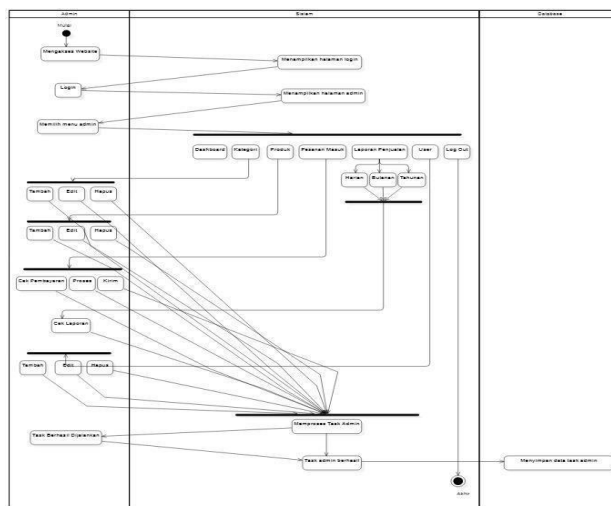 Admin
Sistem
Database
Mulai
Mengakses Website
Menampilkan halaman login
Login
Menampilkan halaman admin
Memilih menu admin
Dashboard
Kategori
Produk
Pesanan Masuk
Laporan Penjualan
User
Log Out
Harian
Bulanan
Tahunan
Tambah
Edit
Hapus
Tambah
Edit
Hapus
Cek Pembayaran
Proses
Kirim
Cek Laporan
Tambah
Edit
Hapus
Memproses Task Admin
Task Berhasil Dijalankan
Task admin berhasil
Menyimpan data task admin
Akhir